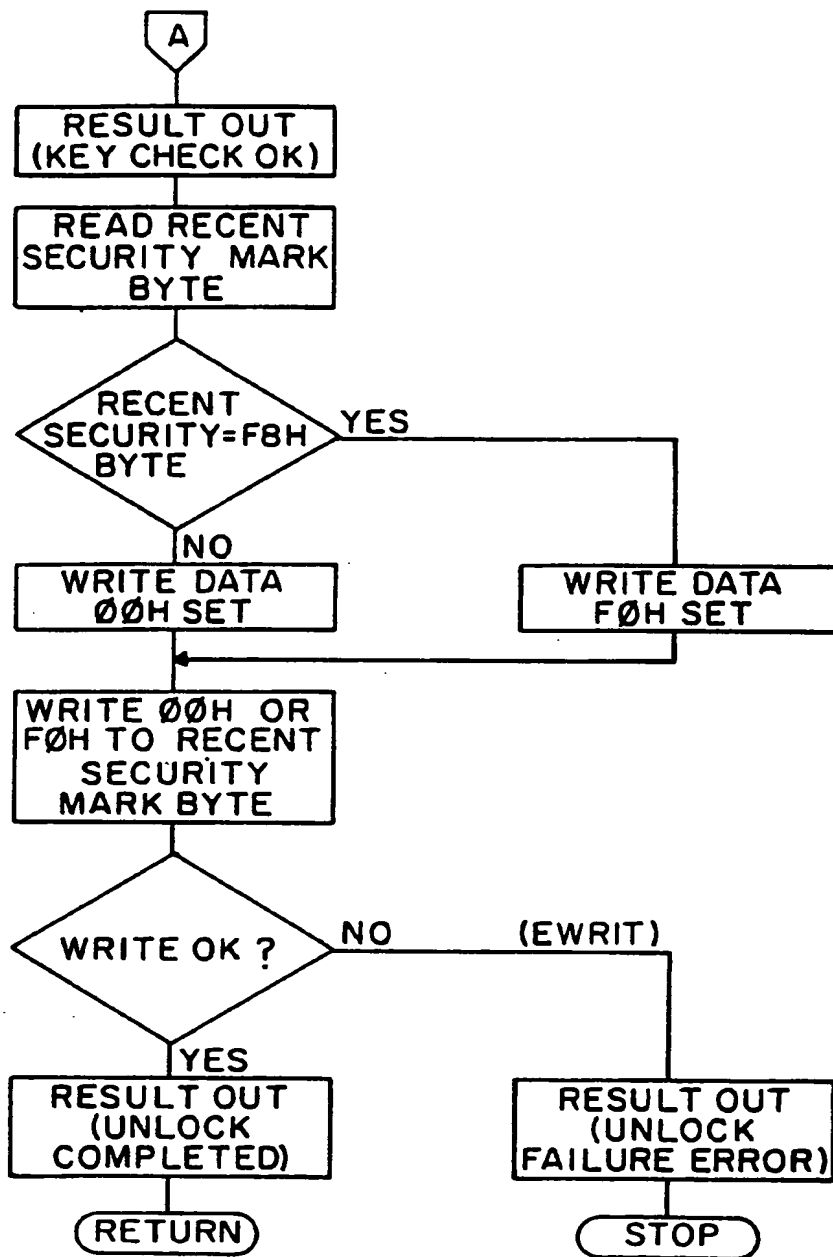 A
RESULT OUT
(KEY CHECK OK)
READ RECENT
SECURITY MARK
BYTE
RECENT
SECURITY=F8H
BYTE
YES
NO
WRITE DATA
ØØH SET
WRITE DATA
FØH SET
WRITE ØØH OR
FØH TO RECENT
SECURITY
MARK BYTE
WRITE OK ?
NO
(EWRIT)
YES
RESULT OUT
(UNLOCK
COMPLETED)
RESULT OUT
(UNLOCK
FAILURE ERROR)
RETURN
STOP